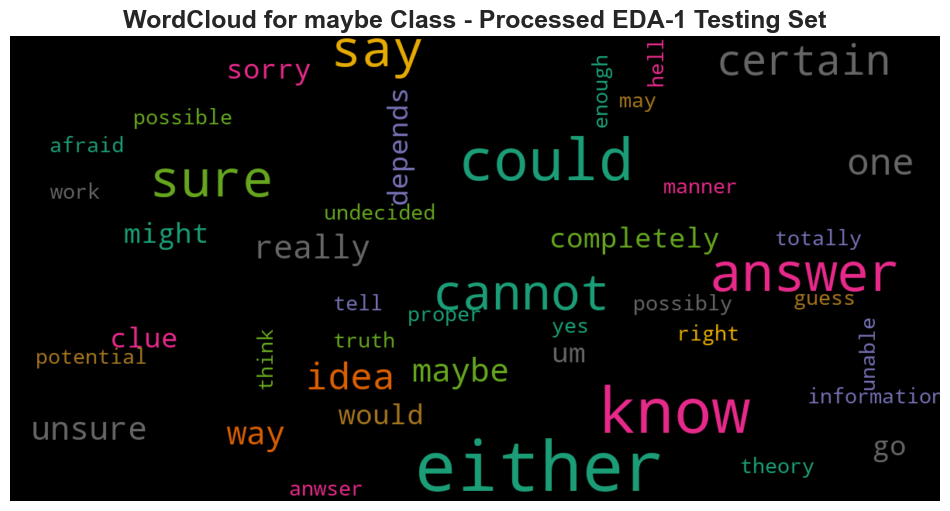 WordCloud for maybe Class - Processed EDA-1 Testing Set
say
sorry
certain
hell
enough
may
depends
possible
afraid
could
one
sure
work
manner
undecided
might
really
completely
totally
answer
cannot
tell
proper
possibly
guess
yes
right
clue
truth
think
potential
um
unable
idea
maybe
information
know
would
unsure
way
go
either
theory
anwser